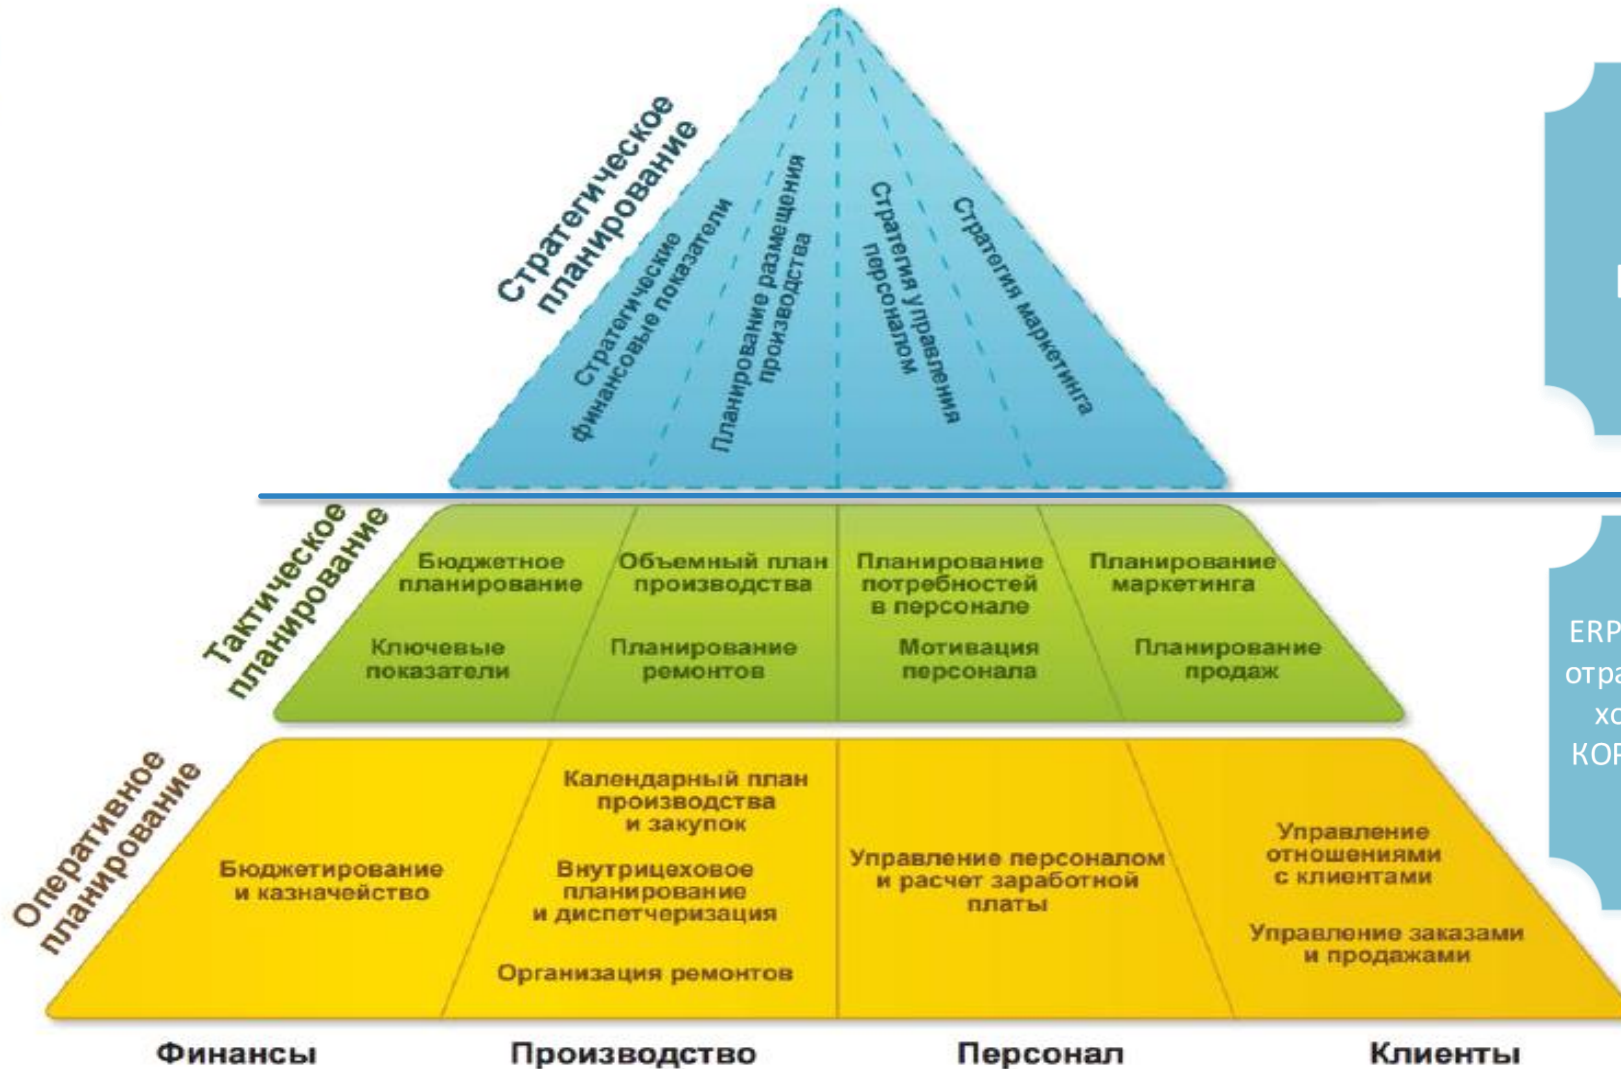 Стратегическое
планирование
Стратегические
финансовые показатели
Планирование размещения
производства
Стратегия управления
персоналом
Стратегия маркетинга
Тактическое
планирование
Бюджетное
планирование
Ключевые
показатели
Объемный план
производства
Планирование
ремонтов
Планирование
потребностей
в персонале
Мотивация
персонала
Планирование
маркетинга
Планирование
продаж
ERP
Оперативное
планирование
Бюджетирование
и казначейство
Календарный план
производства
и закупок
Внутрицеховое
планирование
и диспетчеризация
Организация ремонтов
Управление персоналом
и расчет заработной
платы
Управление
отношениями
с клиентами
Управление заказами
и продажами
Финансы
Производство
Персонал
Клиенты